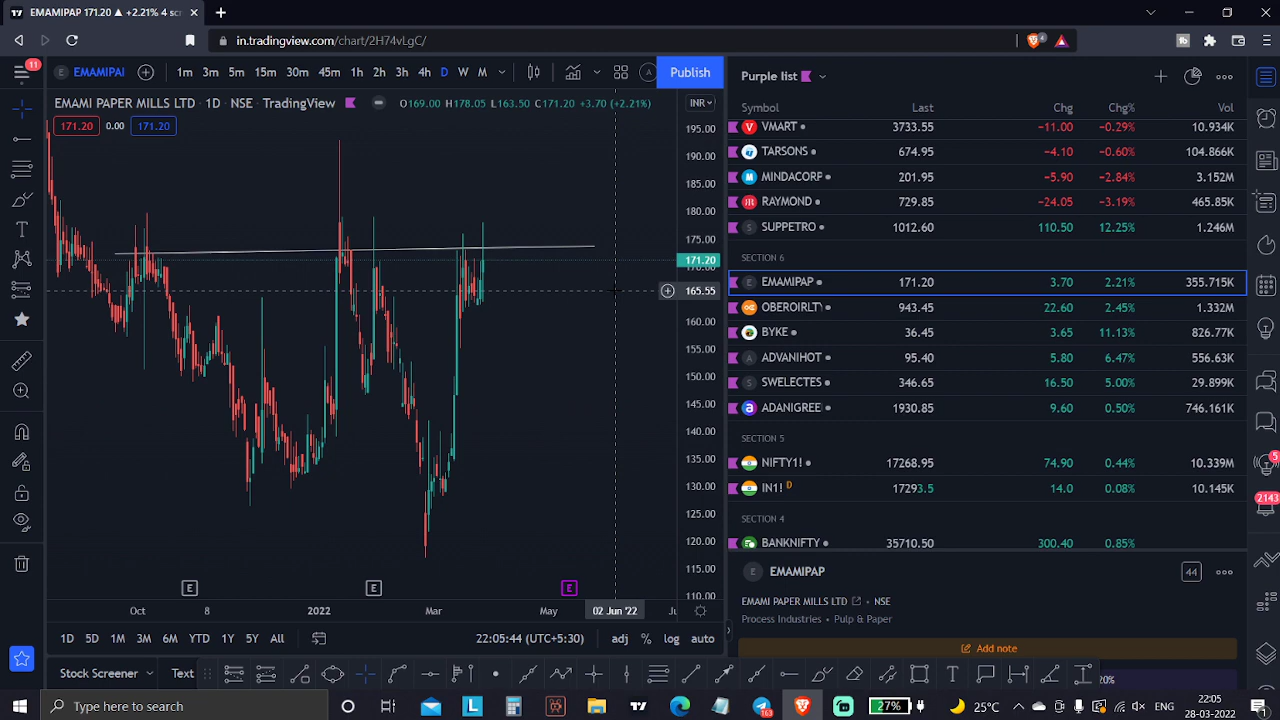 EMAMIPAP 171.20 ▲ +2.21% 4 scr
in.tradingview.com/chart/2H74vLgC/
4
11
EMAMIPAI
1m 3m 5m 15m 30m 45m 1h 2h 3h 4h D W M
A
Publish
EMAMI PAPER MILLS LTD · 1D · NSE · TradingView
O169.00 H178.05 L163.50 C171.20 +3.70 (+2.21%)
INR
171.20 0.00 171.20
195.00
190.00
185.00
180.00
175.00
171.20
170.00
165.55
160.00
155.00
150.00
145.00
140.00
135.00
130.00
125.00
120.00
115.00
110.00
E E E
Oct 8 2022 Mar May 02 Jun '22
1D 5D 1M 3M 6M YTD 1Y 5Y All
22:05:44 (UTC+5:30) adj % log auto
Stock Screener Text
Purple list
Symbol Last Chg Chg% Vol
VMART 3733.55 −11.00 −0.29% 10.934K
TARSONS 674.95 −4.10 −0.60% 104.866K
MINDACORP 201.95 −5.90 −2.84% 3.152M
RAYMOND 729.85 −24.05 −3.19% 465.85K
S SUPPETRO 1012.60 110.50 12.25% 1.246M
SECTION 6
E EMAMIPAP 171.20 3.70 2.21% 355.715K
OBEROIRLTY 943.45 22.60 2.45% 1.332M
BYKE 36.45 3.65 11.13% 826.77K
A ADVANIHOT 95.40 5.80 6.47% 556.63K
S SWELECTES 346.65 16.50 5.00% 29.899K
ADANIGREE 1930.85 9.60 0.50% 746.161K
SECTION 5
NIFTY1! 17268.95 74.90 0.44% 10.339M
IN1! D 17293.5 14.0 0.08% 10.145K
SECTION 4
BANKNIFTY 35710.50 300.40 0.85%
E EMAMIPAP 44
EMAMI PAPER MILLS LTD • NSE
Process Industries • Pulp & Paper
Add note
20%
5
2143
Type here to search
163
27%
25°C
ENG
22:05
28-03-2022
1